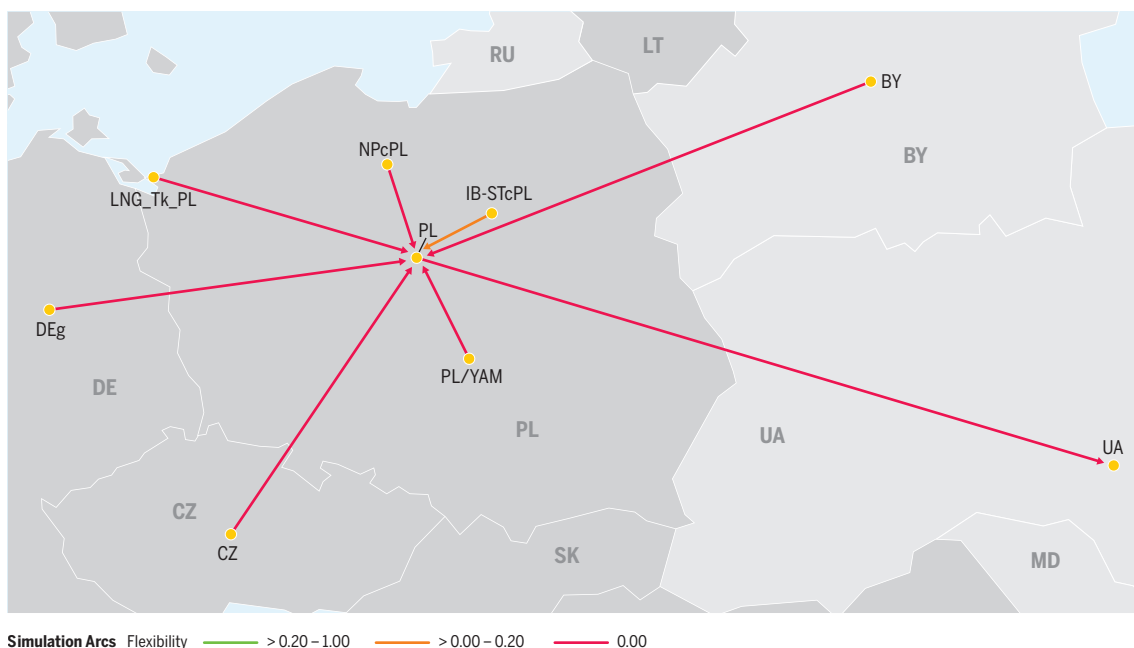 RU
LT
BY
BY
NPcPL
LNG_Tk_PL
IB-STcPL
PL
DEg
PL/YAM
DE
PL
UA
UA
CZ
CZ
SK
MD
Simulation Arcs Flexibility > 0.20 – 1.00 > 0.00 – 0.20 0.00